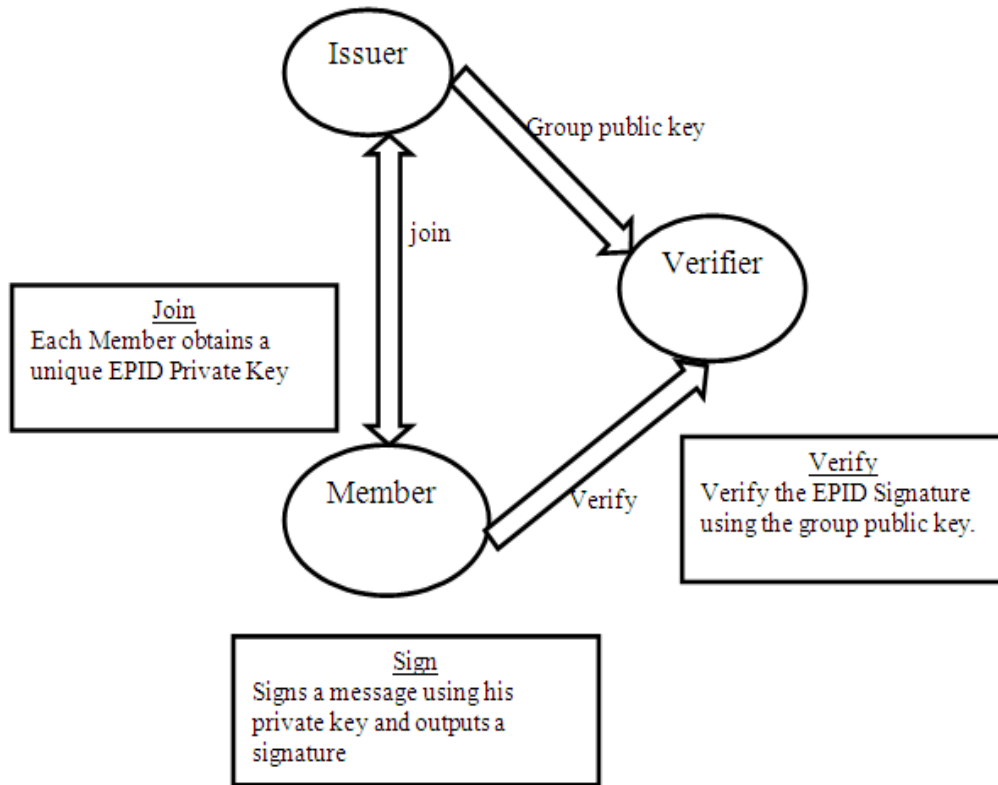 Issuer
Group public key
join
Verifier
Join
Each Member obtains a
unique EPID Private Key
Member
Verify
Verify
Verify the EPID Signature
using the group public key.
Sign
Signs a message using his
private key and outputs a
signature